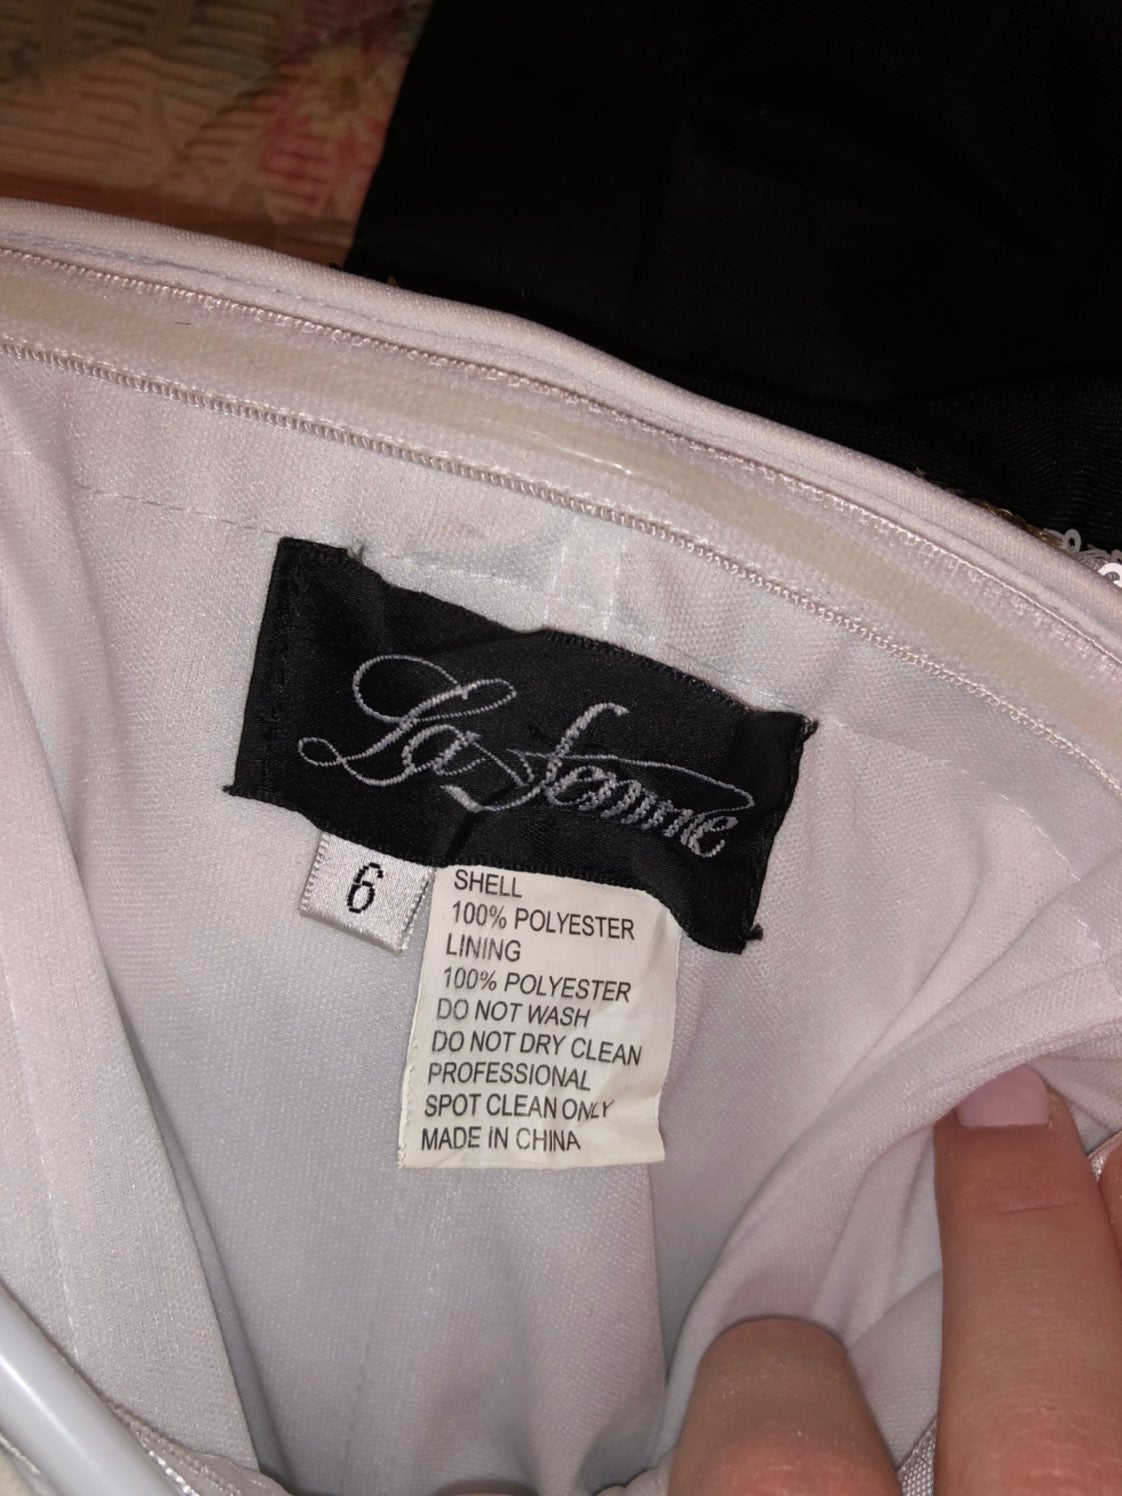 La Femme
6
SHELL
100% POLYESTER
LINING
100% POLYESTER
DO NOT WASH
DO NOT DRY CLEAN
PROFESSIONAL
SPOT CLEAN ONLY
MADE IN CHINA